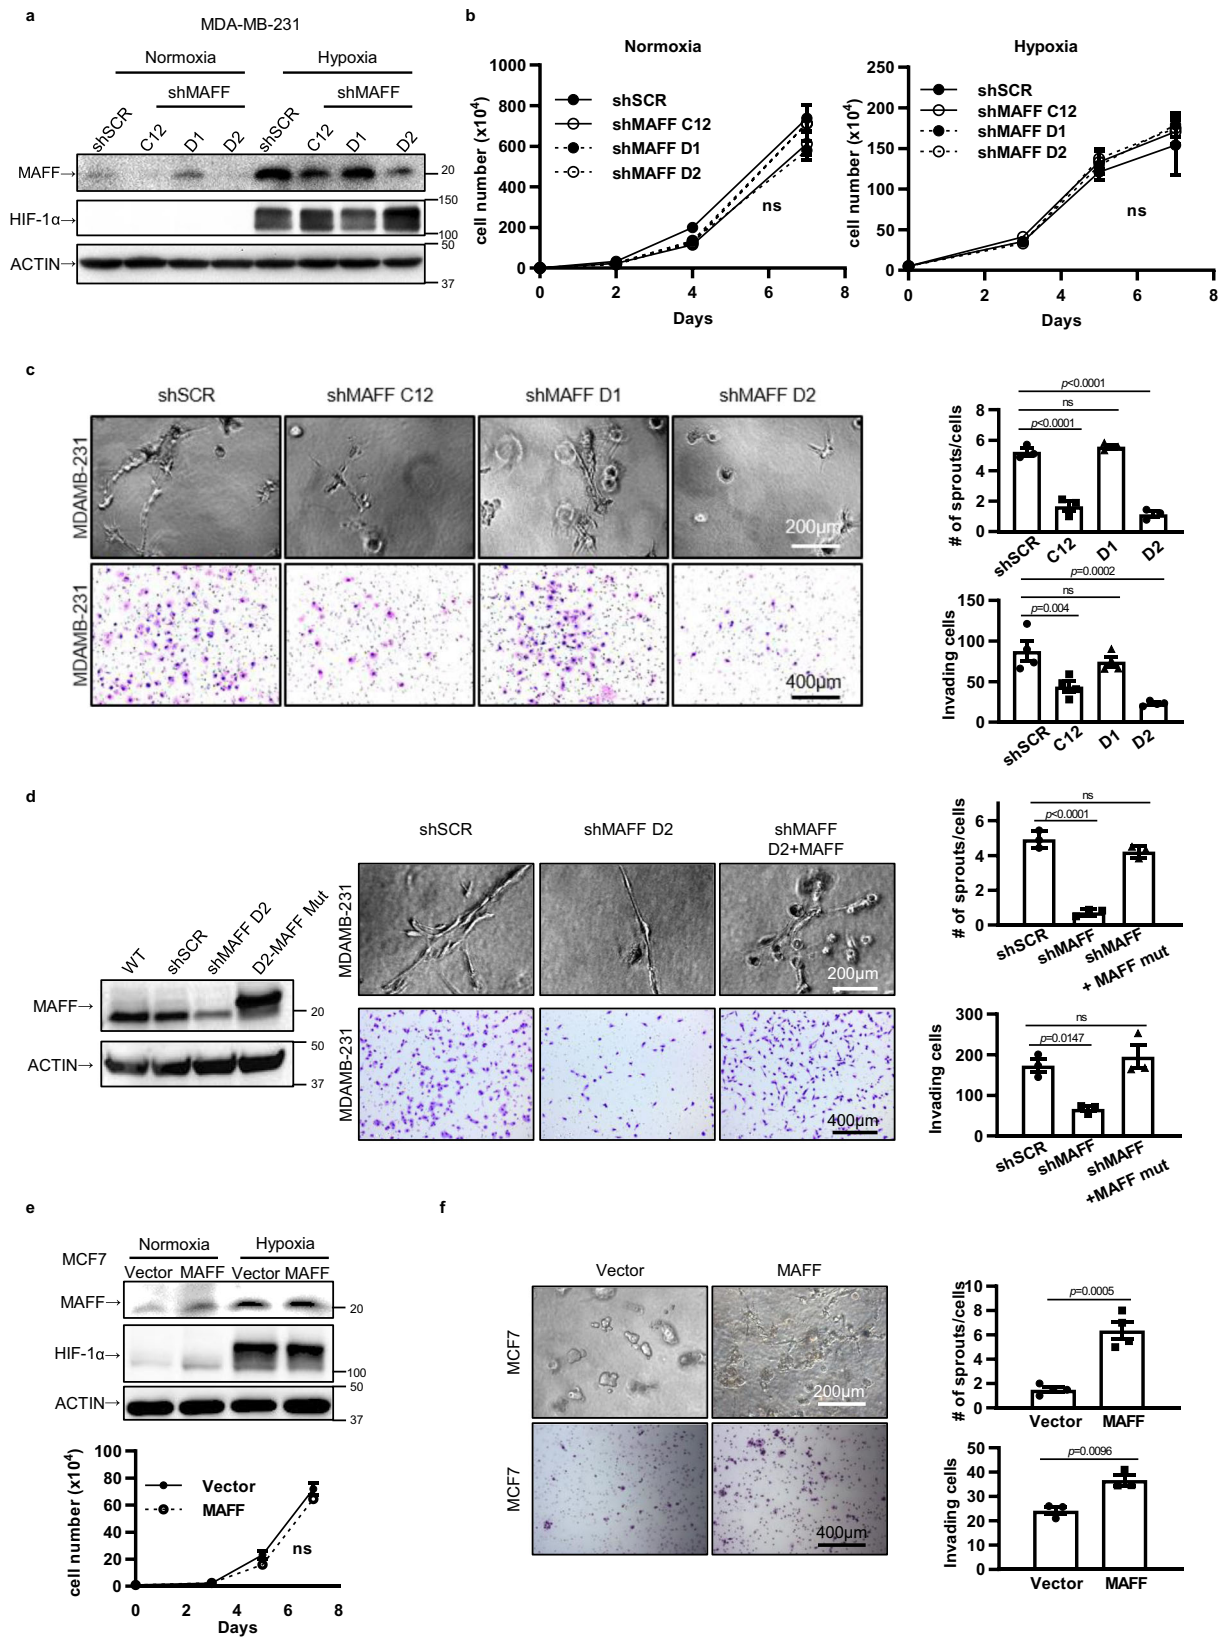 a
MDA-MB-231
Normoxia Hypoxia
shMAFF shMAFF
shSCR C12 D1 D2 shSCR C12 D1 D2
MAFF→ 20
150
HIF-1α→
100
50
ACTIN→
37
b
Normoxia
cell number (x10⁴)
1000
800
600
400
200
0
shSCR
shMAFF C12
shMAFF D1
shMAFF D2
ns
0 2 4 6 8
Days
Hypoxia
cell number (x10⁴)
250
200
150
100
50
0
shSCR
shMAFF C12
shMAFF D1
shMAFF D2
ns
0 2 4 6 8
Days
c
shSCR shMAFF C12 shMAFF D1 shMAFF D2
MDAMB-231
200μm
MDAMB-231
400μm
# of sprouts/cells
p<0.0001
ns
p<0.0001
8
6
4
2
0
shSCR C12 D1 D2
Invading cells
p=0.0002
ns
p=0.004
150
100
50
0
shSCR C12 D1 D2
d
WT shSCR shMAFF D2 D2-MAFF Mut
MAFF→ 20
50
ACTIN→
37
shSCR shMAFF D2 shMAFF
D2+MAFF
MDAMB-231
200μm
MDAMB-231
400μm
# of sprouts/cells
ns
p<0.0001
6
4
2
0
shSCR shMAFF shMAFF
+ MAFF mut
Invading cells
ns
p=0.0147
300
200
100
0
shSCR shMAFF shMAFF
+MAFF mut
e
MCF7
Normoxia Hypoxia
Vector MAFF Vector MAFF
MAFF→ 20
HIF-1α→
100
50
ACTIN→
37
cell number (x10⁴)
100
80
60
40
20
0
Vector
MAFF
ns
0 2 4 6 8
Days
f
Vector MAFF
MCF7
200μm
MCF7
400μm
# of sprouts/cells
p=0.0005
10
8
6
4
2
0
Vector MAFF
Invading cells
p=0.0096
50
40
30
20
10
0
Vector MAFF